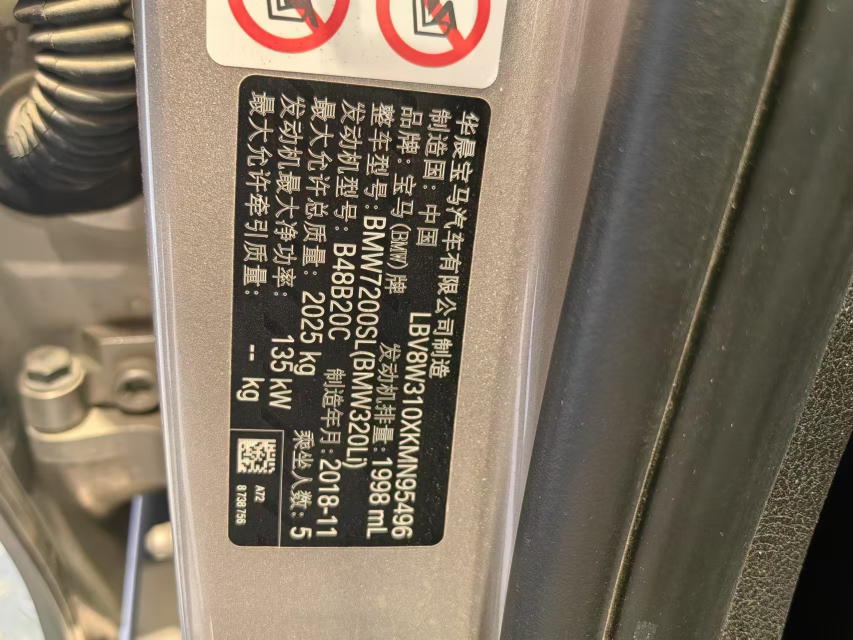 华晨宝马汽车有限公司制造
制造国：中国 LBV8W310XKMN95496
品牌：宝马(BMW)牌 发动机排量：1998 mL
整车型号：BMW7200SL(BMW320Li)
发动机型号：B48B20C 制造年月：2018-11
最大允许总质量：2025 kg
发动机最大净功率：135 kW 乘坐人数：5
最大允许牵引质量：-- kg
A72
8 738 756